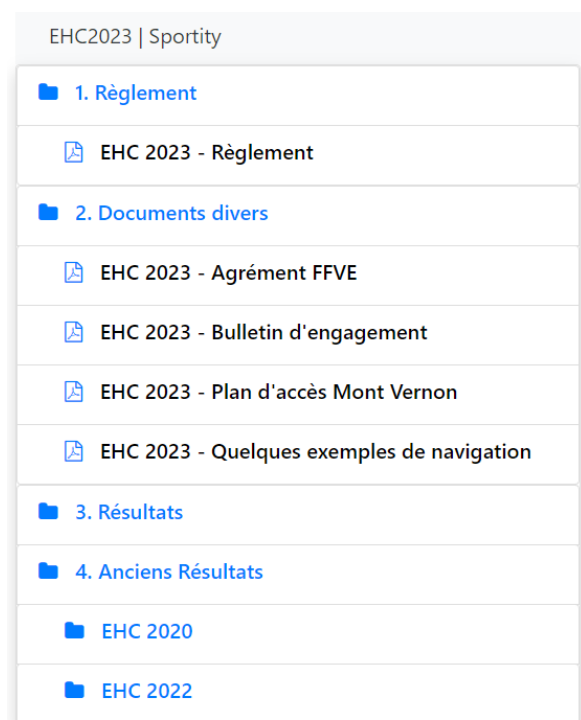 EHC2023 | Sportity
1. Règlement
EHC 2023 - Règlement
2. Documents divers
EHC 2023 - Agrément FFVE
EHC 2023 - Bulletin d'engagement
EHC 2023 - Plan d'accès Mont Vernon
EHC 2023 - Quelques exemples de navigation
3. Résultats
4. Anciens Résultats
EHC 2020
EHC 2022